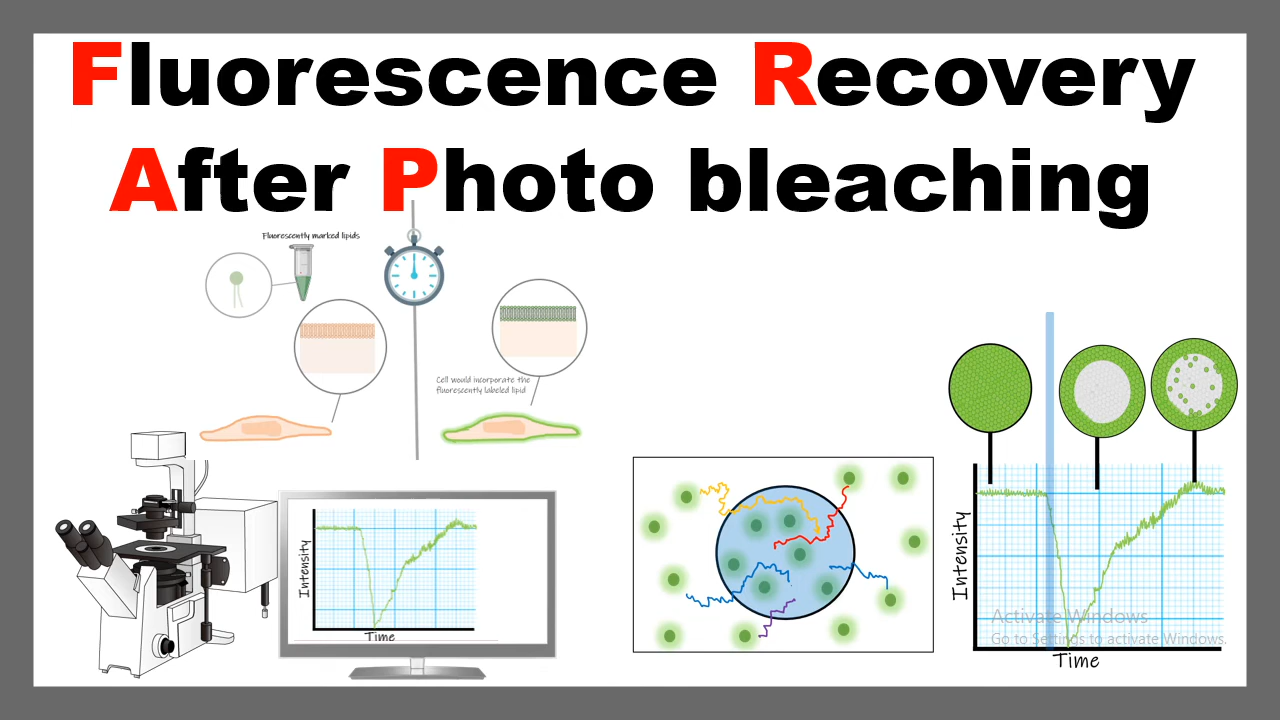 Fluorescence Recovery
After Photo bleaching
Fluorescently marked lipids
Cell would incorporate the
fluorescently labeled lipid
Intensity
Time
Intensity
Time
Activate Windows
Go to Settings to activate Windows.